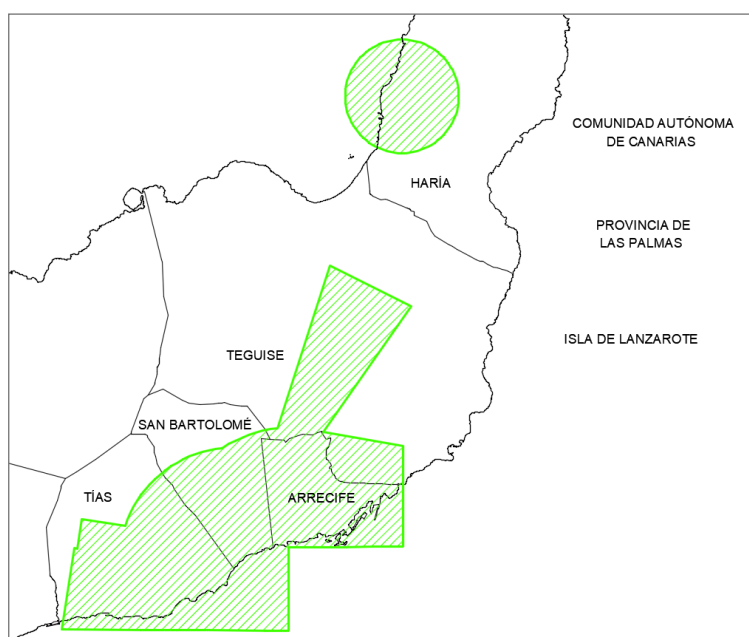 COMUNIDAD AUTÓNOMA
DE CANARIAS
HARÍA
PROVINCIA DE
LAS PALMAS
ISLA DE LANZAROTE
TEGUISE
SAN BARTOLOMÉ
TÍAS
ARRECIFE